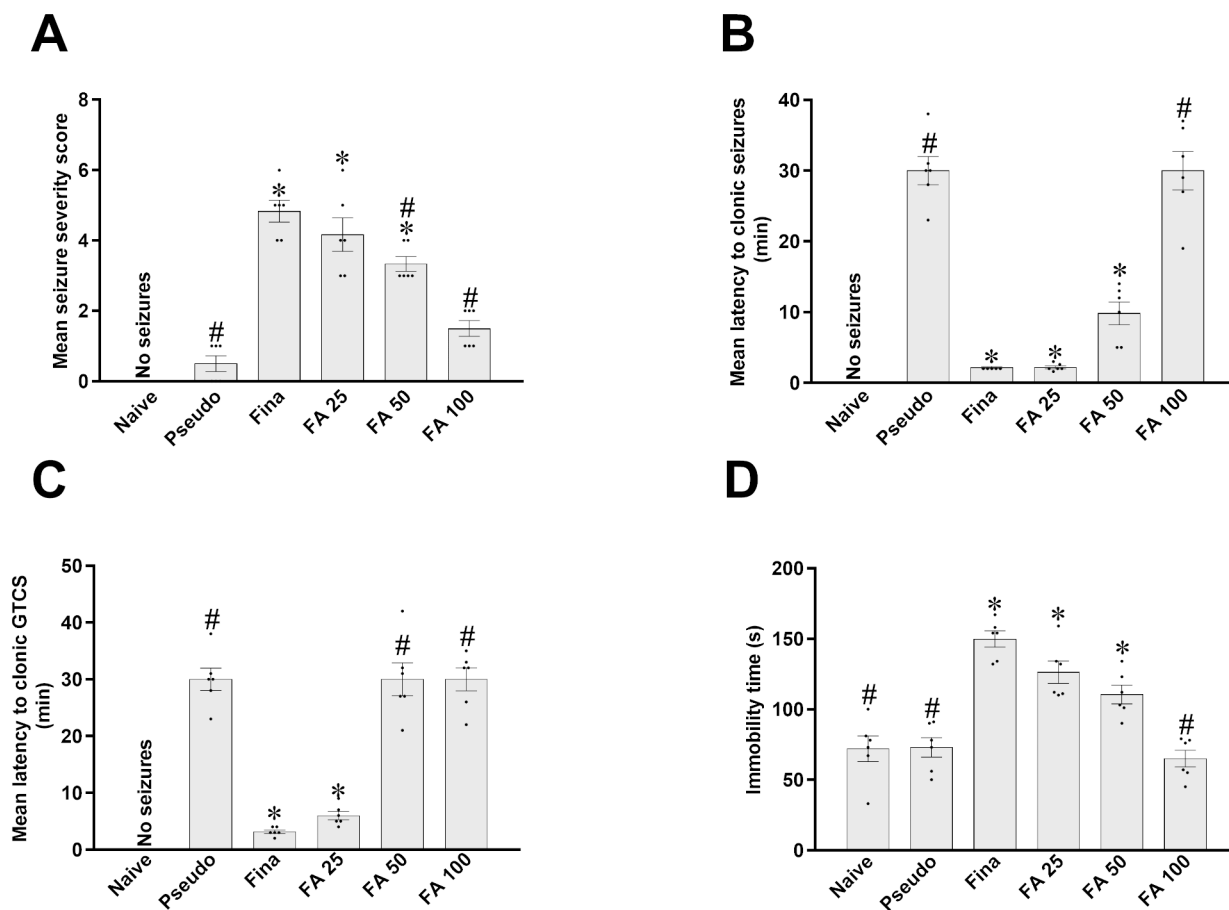 A
Mean seizure severity score
8
6
4
2
0
No seizures
#
*
*
#
*
#
Naive
Pseudo
Fina
FA 25
FA 50
FA 100
B
Mean latency to clonic seizures
(min)
40
30
20
10
0
No seizures
#
*
*
*
#
Naive
Pseudo
Fina
FA 25
FA 50
FA 100
C
Mean latency to clonic GTCS
(min)
50
40
30
20
10
0
No seizures
#
*
*
#
#
Naive
Pseudo
Fina
FA 25
FA 50
FA 100
D
Immobility time (s)
200
150
100
50
0
#
#
*
*
*
#
Naive
Pseudo
Fina
FA 25
FA 50
FA 100